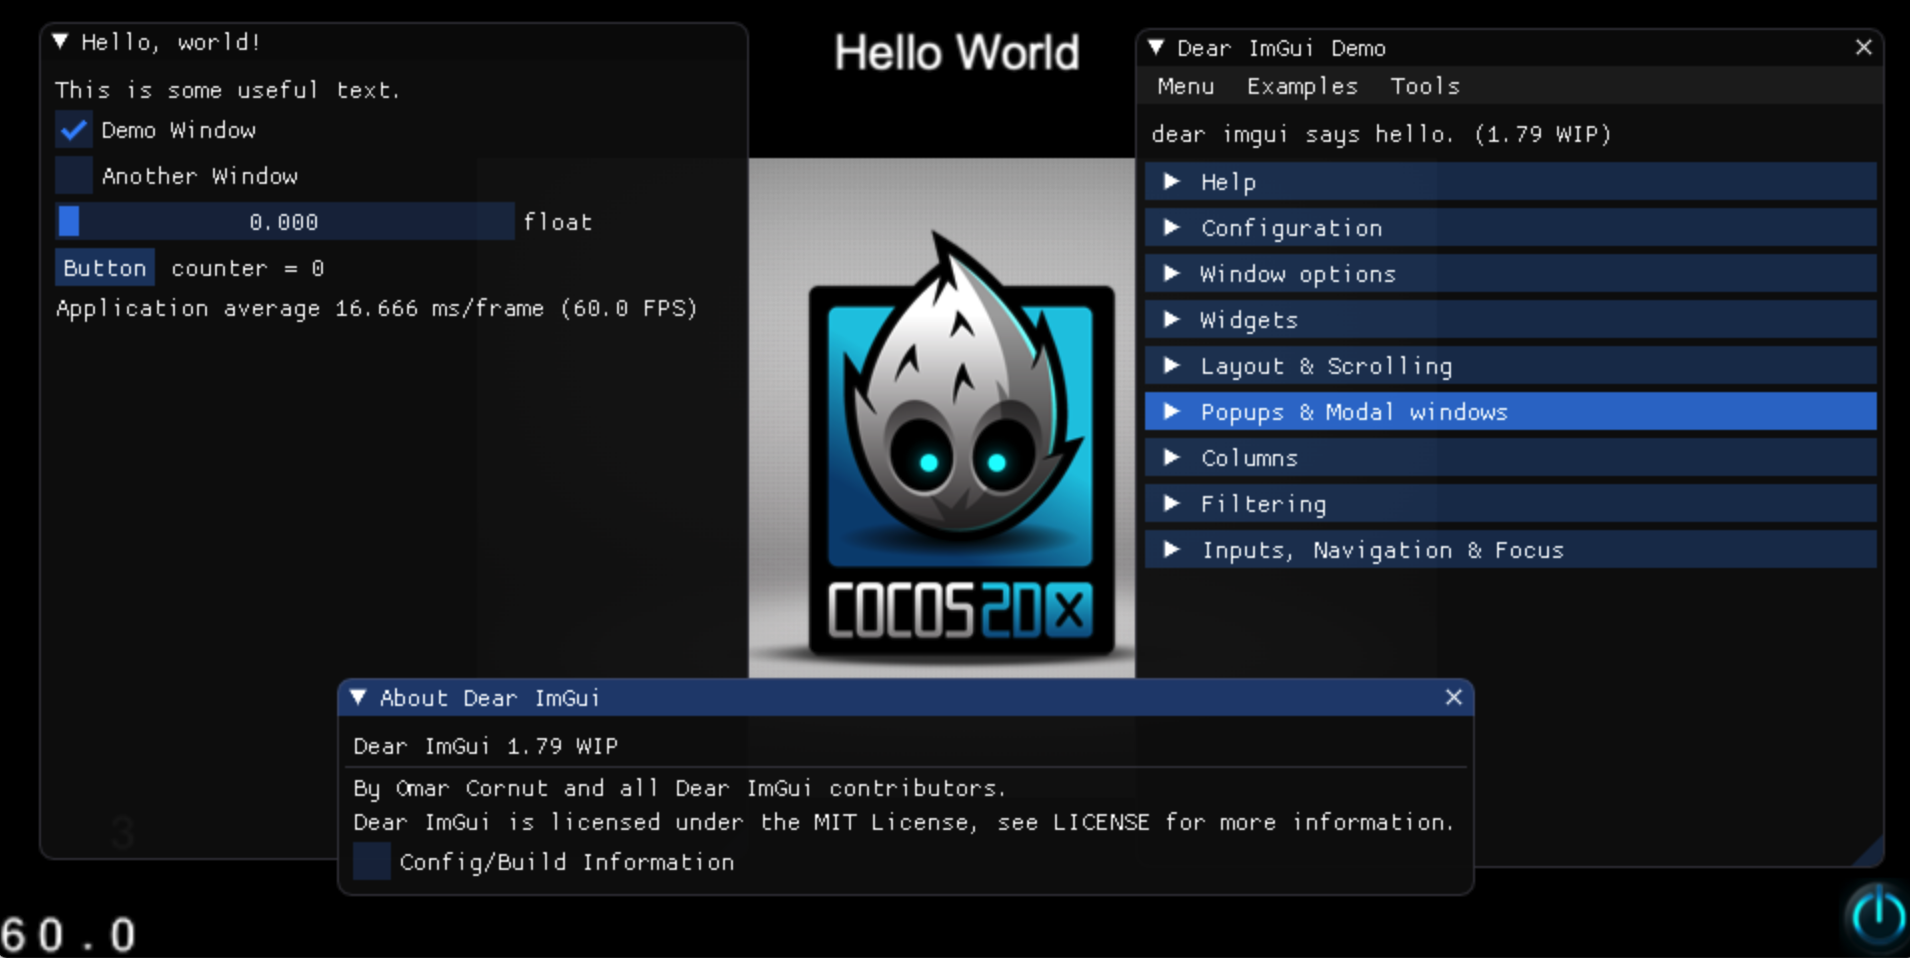 Hello, world!
This is some useful text.
Demo Window
Another Window
0.000 float
Button counter = 0
Application average 16.666 ms/frame (60.0 FPS)
3
Hello World
COCOS2DX
Dear ImGui Demo
Menu Examples Tools
dear imgui says hello. (1.79 WIP)
Help
Configuration
Window options
Widgets
Layout & Scrolling
Popups & Modal windows
Columns
Filtering
Inputs, Navigation & Focus
About Dear ImGui
Dear ImGui 1.79 WIP
By Omar Cornut and all Dear ImGui contributors.
Dear ImGui is licensed under the MIT License, see LICENSE for more information.
Config/Build Information
60.0